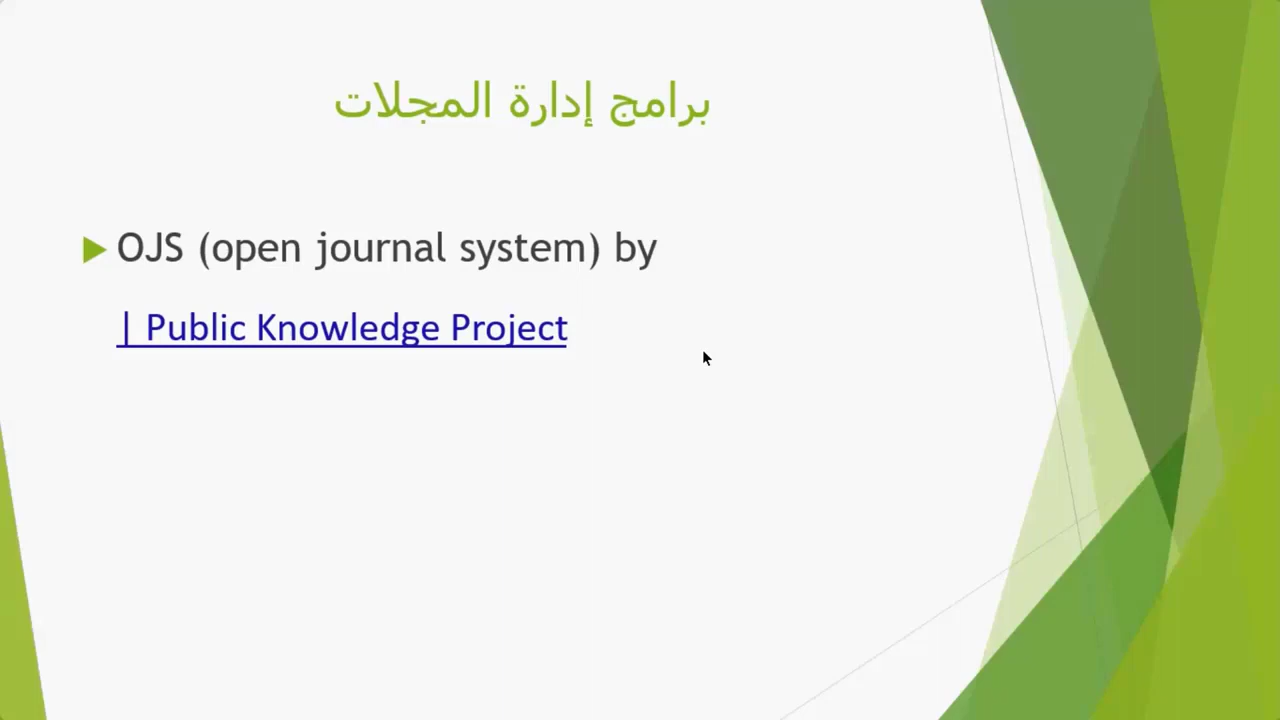 برامج إدارة المجلات
OJS (open journal system) by
| Public Knowledge Project